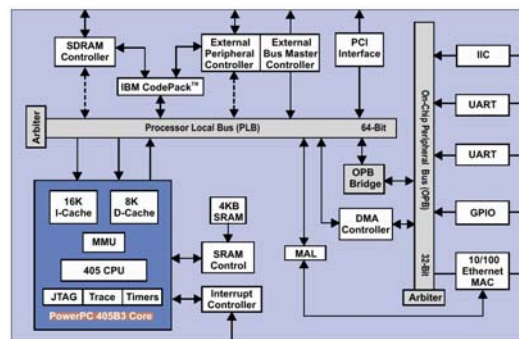 SDRAM
Controller
External
Peripheral
Controller
External
Bus Master
Controller
PCI
Interface
IBM CodePack™
Arbiter
Processor Local Bus (PLB)
64-Bit
16K
I-Cache
8K
D-Cache
MMU
405 CPU
JTAG
Trace
Timers
PowerPC 405B3 Core
4KB
SRAM
SRAM
Control
Interrupt
Controller
MAL
DMA
Controller
OPB
Bridge
On-Chip Peripheral Bus (OPB)
32-Bit
Arbiter
IIC
UART
UART
GPIO
10/100
Ethernet
MAC